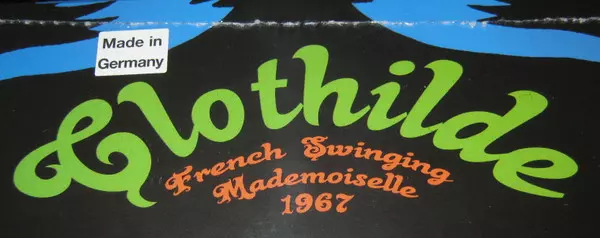 Made in
Germany
Clothilde
French Swinging
Mademoiselle
1967